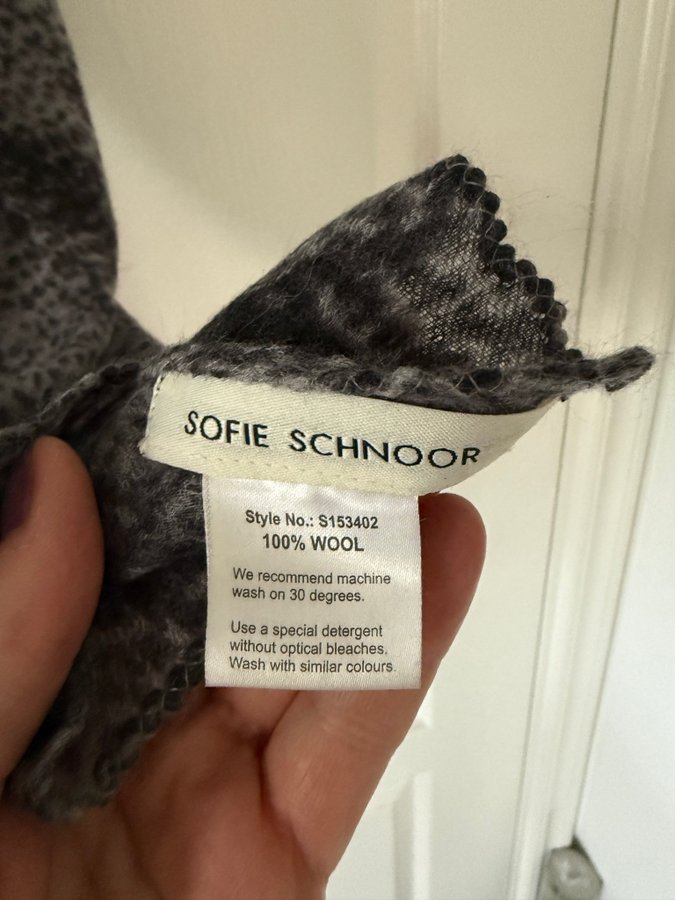 SOFIE SCHNOOR
Style No.: S153402
100% WOOL
We recommend machine
wash on 30 degrees.
Use a special detergent
without optical bleaches.
Wash with similar colours.